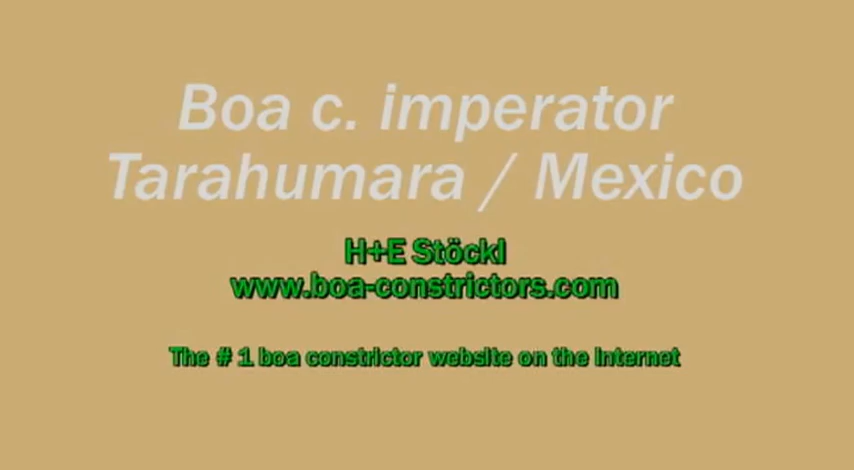 Boa c. imperator
Tarahumara / Mexico
H+E Stöckl
www.boa-constrictors.com
The # 1 boa constrictor website on the internet